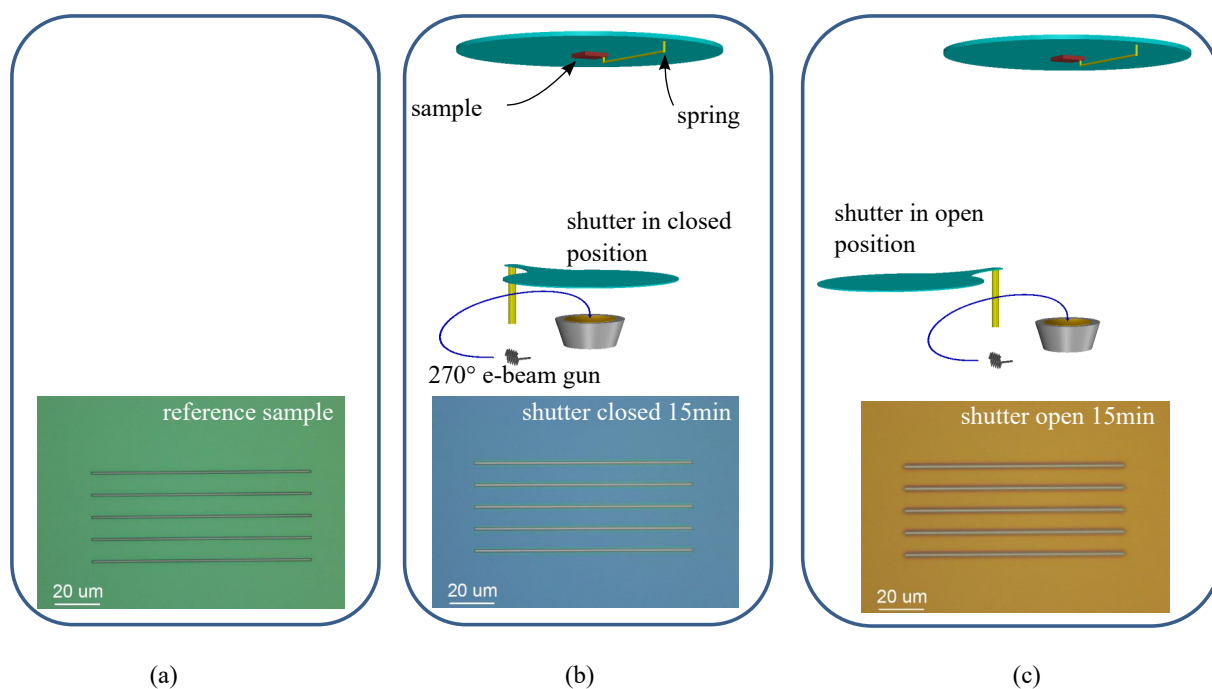 sample
spring
shutter in closed
position
270° e-beam gun
shutter in open
position
reference sample
20 um
shutter closed 15min
20 um
shutter open 15min
20 um
(a)
(b)
(c)